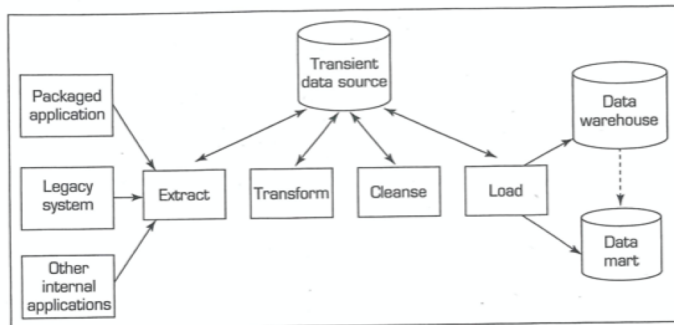 Transient
data source
Packaged
application
Data
warehouse
Legacy
system
Extract
Transform
Cleanse
Load
Other
internal
applications
Data
mart